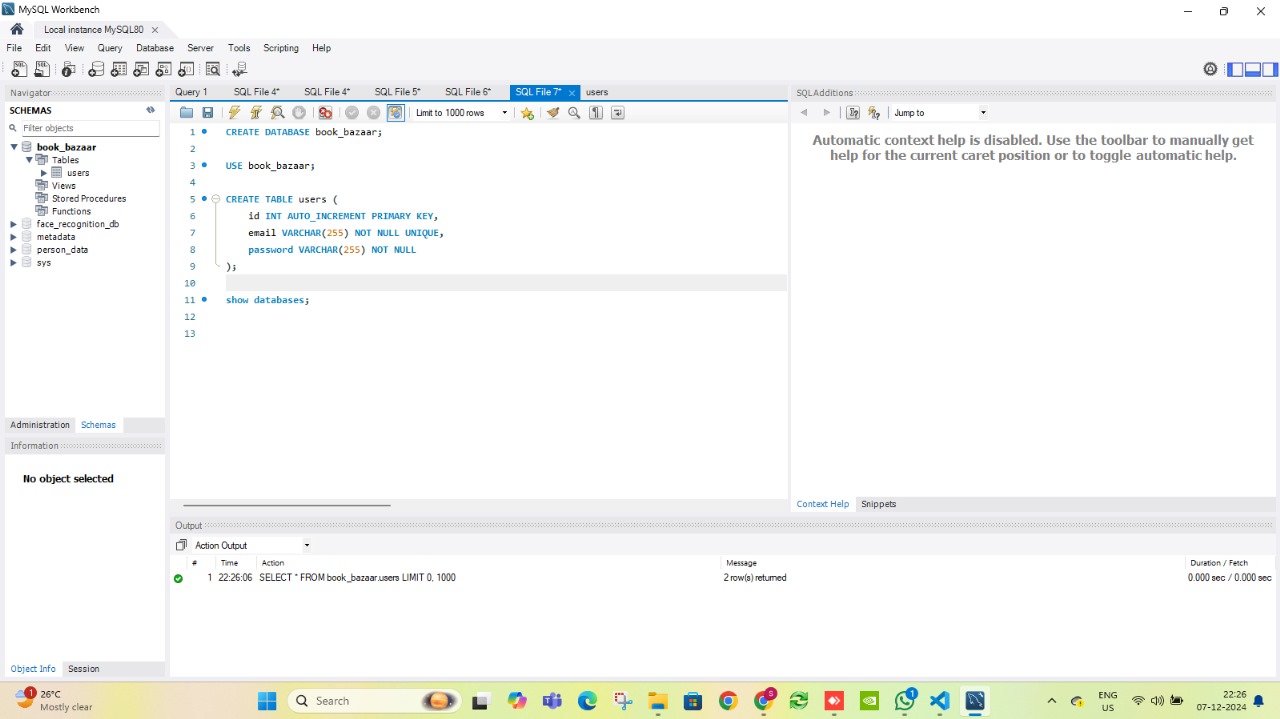 MySQL Workbench
Local instance MySQL80
File Edit View Query Database Server Tools Scripting Help
Navigator
SCHEMAS
Filter objects
book_bazaar
Tables
users
Views
Stored Procedures
Functions
face_recognition_db
metadata
person_data
sys
Administration Schemas
Information
No object selected
Object Info Session
Query 1 SQL File 4* SQL File 4* SQL File 5* SQL File 6* SQL File 7* users
Limit to 1000 rows
1 CREATE DATABASE book_bazaar;
2
3 USE book_bazaar;
4
5 CREATE TABLE users (
6 id INT AUTO_INCREMENT PRIMARY KEY,
7 email VARCHAR(255) NOT NULL UNIQUE,
8 password VARCHAR(255) NOT NULL
9 );
10
11 show databases;
12
13
SQLAdditions
Jump to
Automatic context help is disabled. Use the toolbar to manually get
help for the current caret position or to toggle automatic help.
Context Help Snippets
Output
Action Output
# Time Action Message Duration / Fetch
1 22:26:06 SELECT * FROM book_bazaar.users LIMIT 0, 1000 2 row(s) returned 0.000 sec / 0.000 sec
1
26°C
Mostly clear
Search
S
1
ENG
US
22:26
07-12-2024